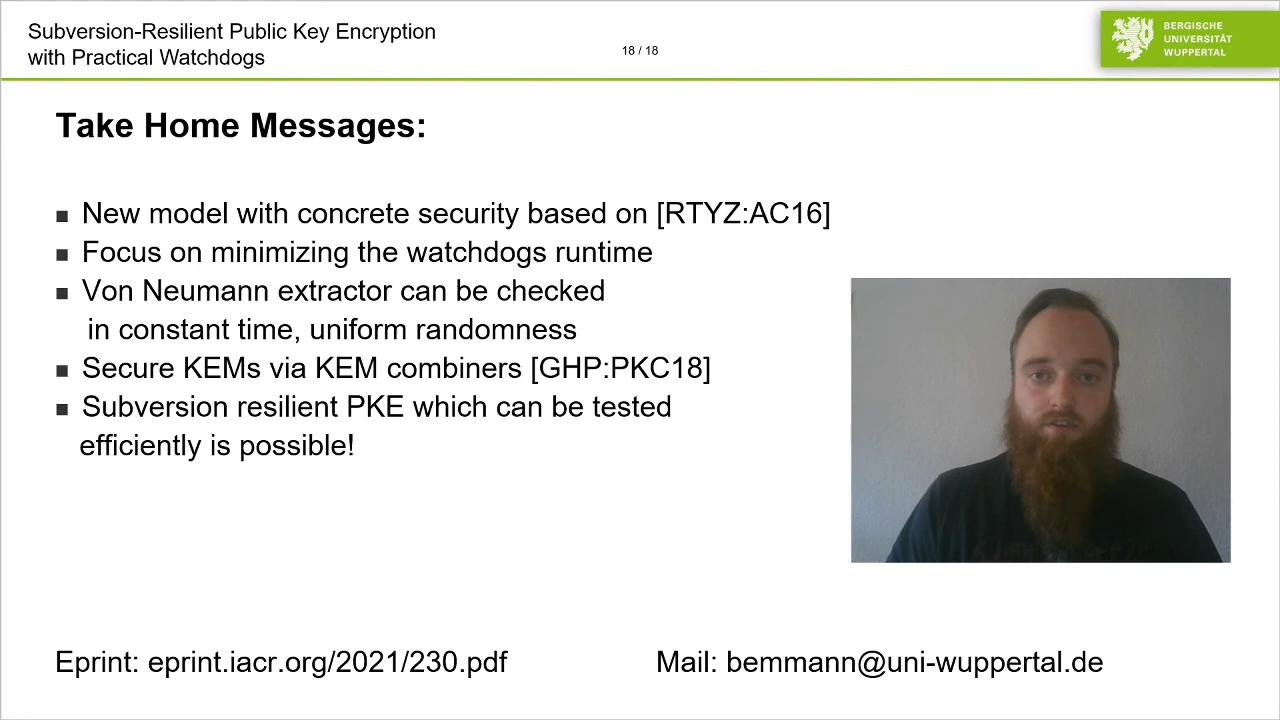 Subversion-Resilient Public Key Encryption
with Practical Watchdogs
18 / 18
BERGISCHE
UNIVERSITÄT
WUPPERTAL
Take Home Messages:
New model with concrete security based on [RTYZ:AC16]
Focus on minimizing the watchdogs runtime
Von Neumann extractor can be checked
in constant time, uniform randomness
Secure KEMs via KEM combiners [GHP:PKC18]
Subversion resilient PKE which can be tested
efficiently is possible!
Eprint: eprint.iacr.org/2021/230.pdf
Mail: bemmann@uni-wuppertal.de